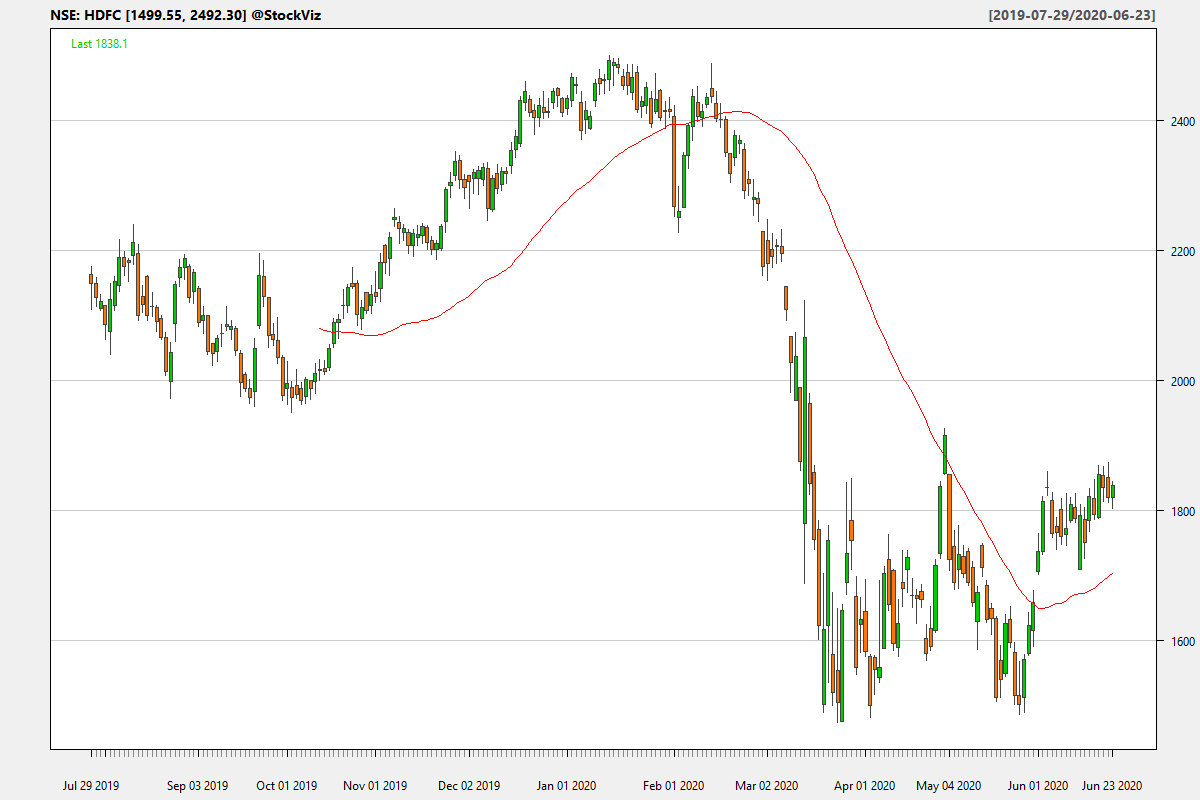 NSE: HDFC [1499.55, 2492.30] @StockViz
[2019-07-29/2020-06-23]
Last 1838.1
2400
2200
2000
1800
1600
Jul 29 2019 Sep 03 2019 Oct 01 2019 Nov 01 2019 Dec 02 2019 Jan 01 2020 Feb 01 2020 Mar 02 2020 Apr 01 2020 May 04 2020 Jun 01 2020 Jun 23 2020